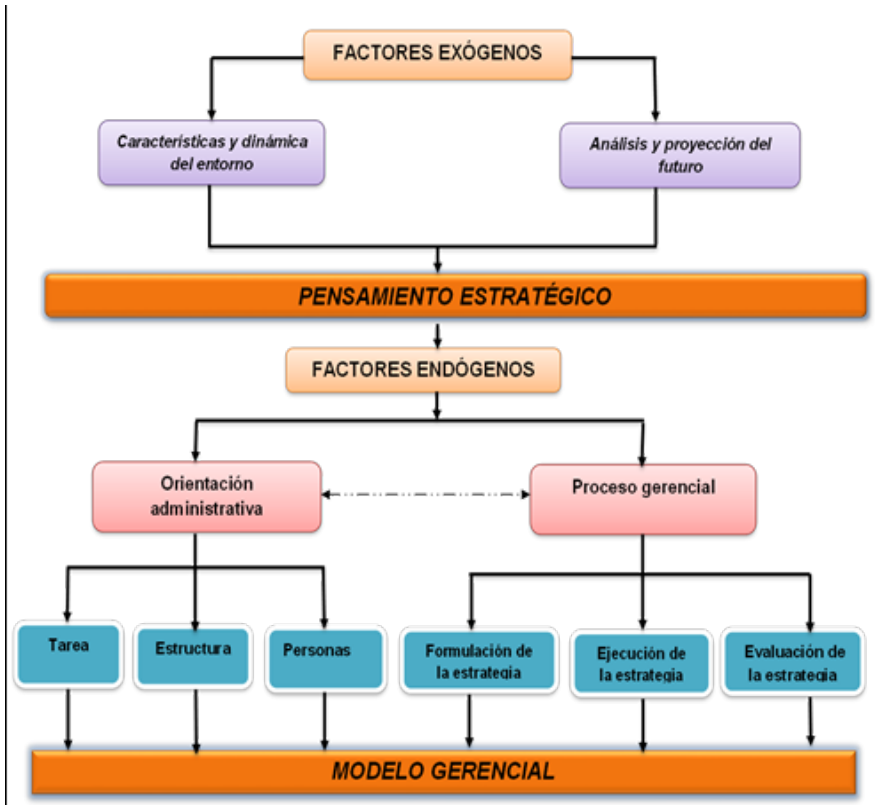 FACTORES EXÓGENOS
Características y dinámica
del entorno
Análisis y proyección del
futuro
PENSAMIENTO ESTRATÉGICO
FACTORES ENDÓGENOS
Orientación
administrativa
Proceso gerencial
Tarea
Estructura
Personas
Formulación de
la estrategia
Ejecución de
la estrategia
Evaluación de
la estrategia
MODELO GERENCIAL